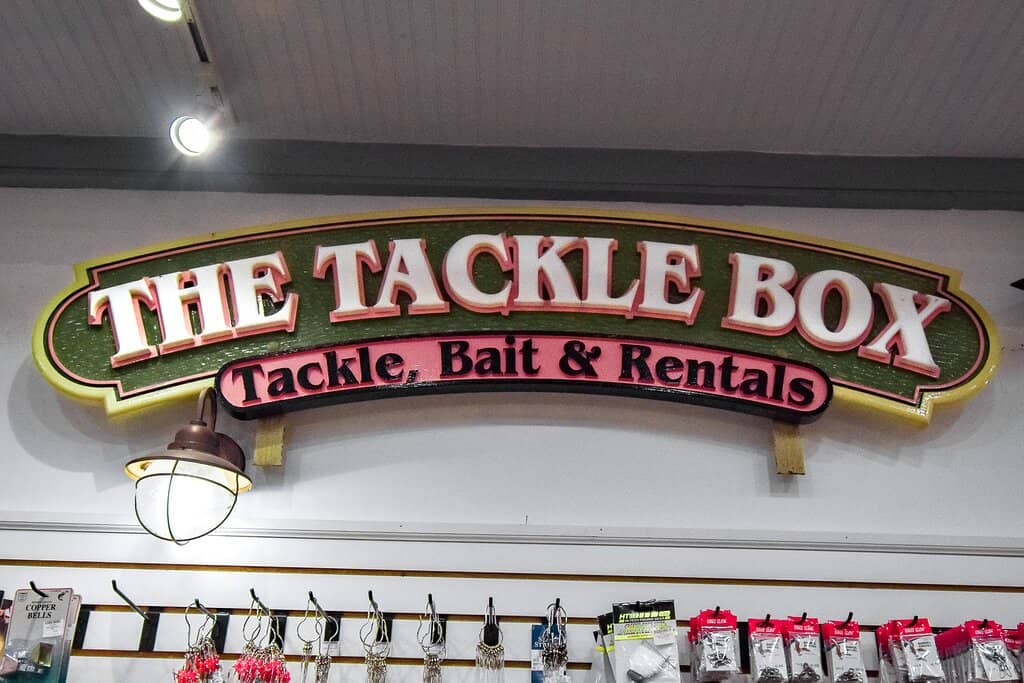 THE TACKLE BOX
Tackle, Bait & Rentals
COPPER
BELLS